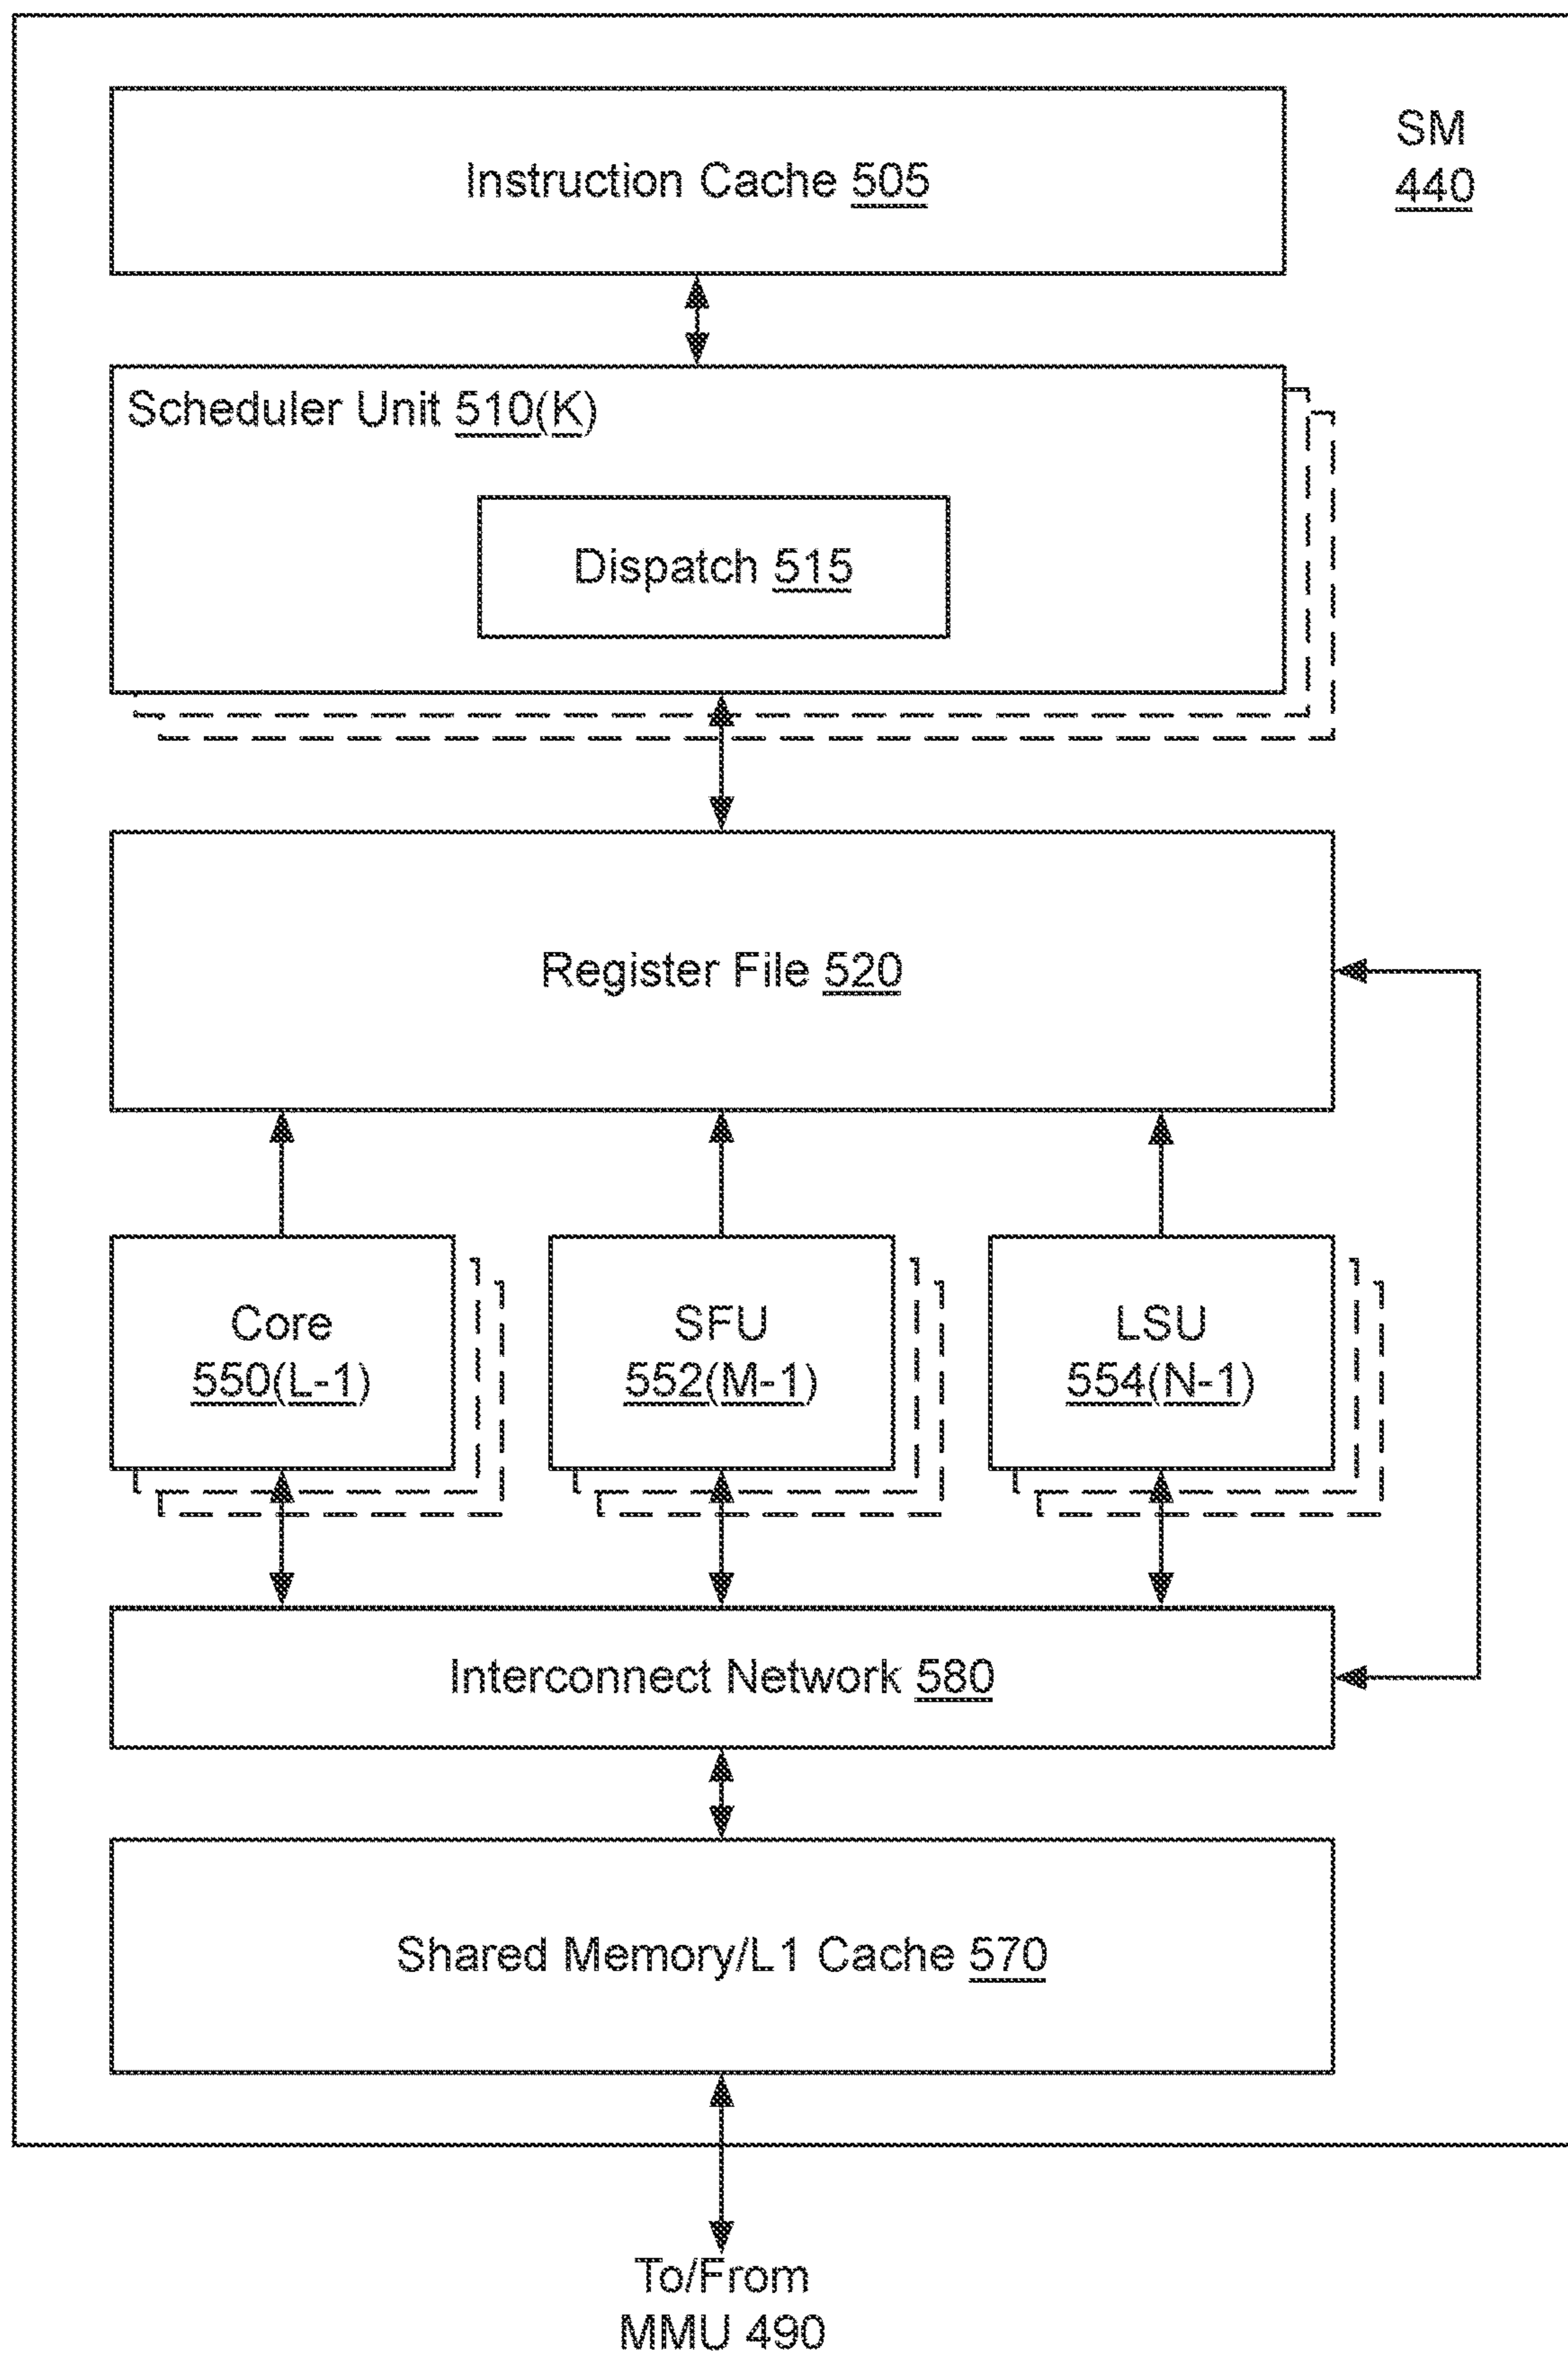 SM
440
Instruction Cache 505
Scheduler Unit 510(K)
Dispatch 515
Register File 520
Core
550(L-1)
SFU
552(M-1)
LSU
554(N-1)
Interconnect Network 580
Shared Memory/L1 Cache 570
To/From
MMU 490